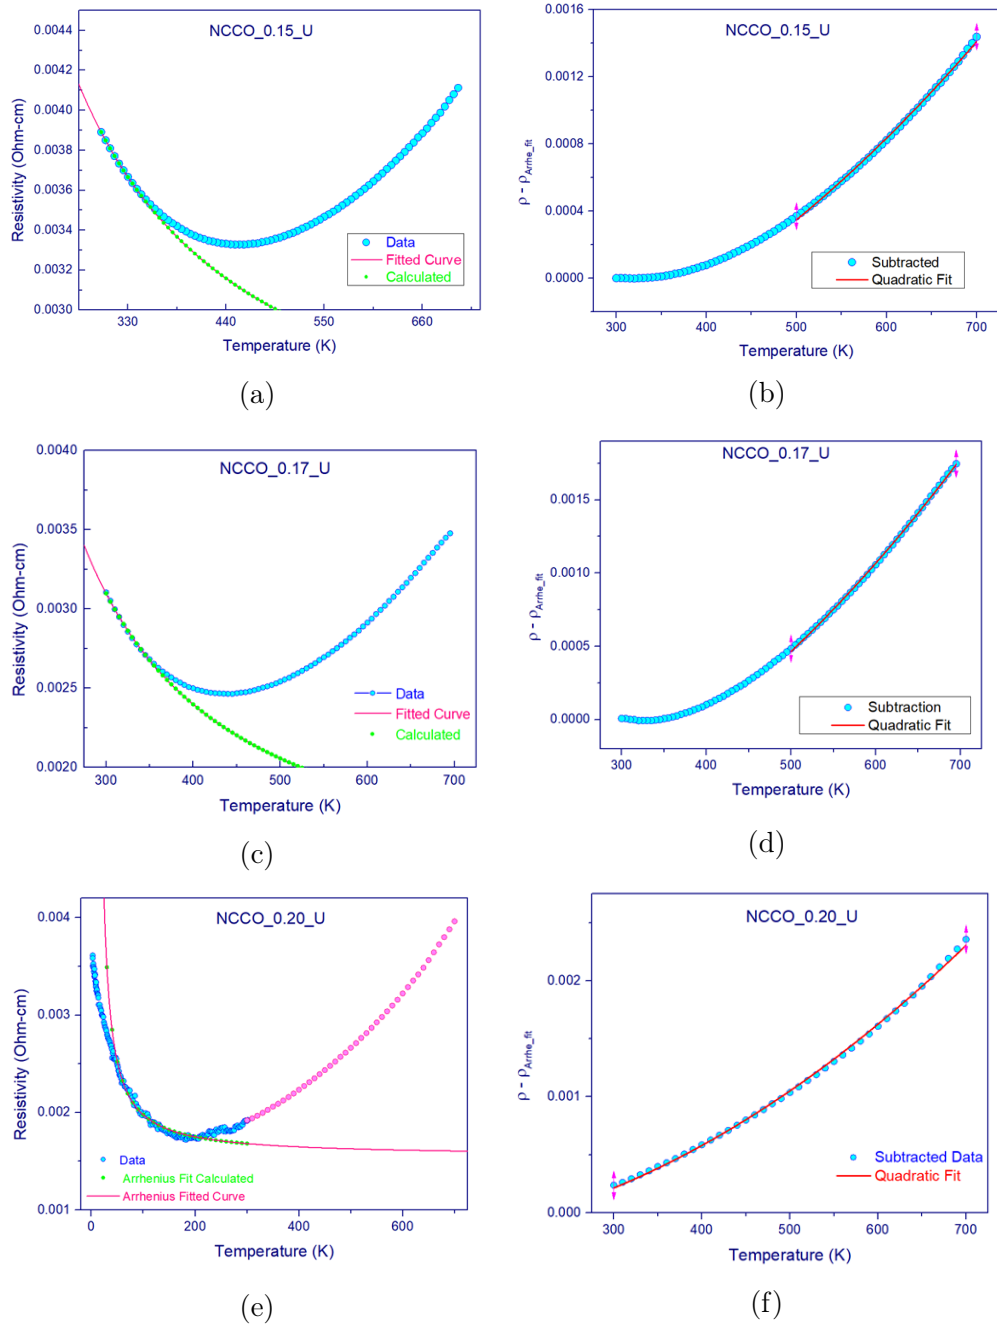 NCCO_0.15_U
Resistivity (Ohm-cm)
0.0044
0.0042
0.0040
0.0038
0.0036
0.0034
0.0032
0.0030
Data
Fitted Curve
Calculated
330 440 550 660
Temperature (K)
(a)
NCCO_0.15_U
ρ - ρArrhe_fit
0.0016
0.0012
0.0008
0.0004
0.0000
Subtracted
Quadratic Fit
300 400 500 600 700
Temperature (K)
(b)
NCCO_0.17_U
Resistivity (Ohm-cm)
0.0040
0.0035
0.0030
0.0025
0.0020
Data
Fitted Curve
Calculated
300 400 500 600 700
Temperature (K)
(c)
NCCO_0.17_U
ρ - ρArrhe_fit
0.0015
0.0010
0.0005
0.0000
Subtraction
Quadratic Fit
300 400 500 600 700
Temperature (K)
(d)
NCCO_0.20_U
Resistivity (Ohm-cm)
0.004
0.003
0.002
0.001
Data
Arrhenius Fit Calculated
Arrhenius Fitted Curve
0 200 400 600
Temperature (K)
(e)
NCCO_0.20_U
ρ - ρArrhe_fit
0.002
0.001
0.000
Subtracted Data
Quadratic Fit
300 400 500 600 700
Temperature (K)
(f)